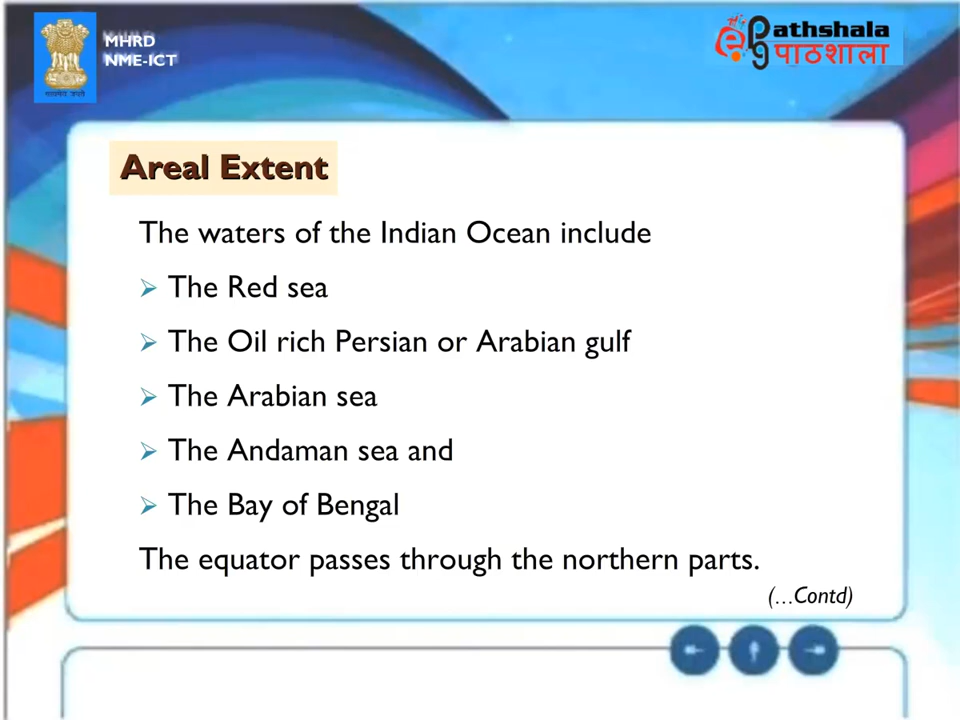 MHRD
NME-ICT
e pg athshala
पाठशाला
Areal Extent
The waters of the Indian Ocean include
➢ The Red sea
➢ The Oil rich Persian or Arabian gulf
➢ The Arabian sea
➢ The Andaman sea and
➢ The Bay of Bengal
The equator passes through the northern parts.
(...Contd)